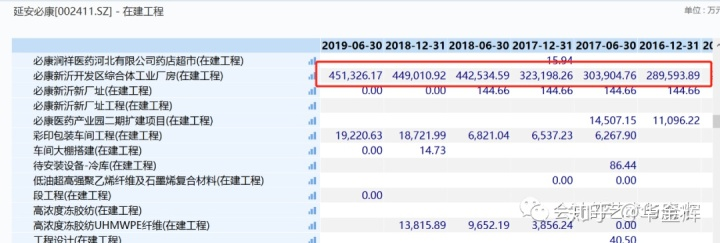 延安必康[002411.SZ] - 在建工程 单位：万元
2019-06-30 2018-12-31 2018-06-30 2017-12-31 2017-06-30 2016-12-31
必康润祥医药河北有限公司药店超市(在建工程) 15.94
必康新沂开发区综合体工业厂房(在建工程) 451,326.17 449,010.92 442,534.59 323,198.26 303,904.76 289,593.89
必康新沂新厂址(在建工程) 0.00 0.00 144.66 144.66 144.66 144.66
必康新沂新厂址工程(在建工程)
必康医药产业园二期扩建项目(在建工程) 14,507.15 11,096.22
彩印包装车间工程(在建工程) 19,220.63 18,721.99 6,821.04 6,537.23 6,267.90
车间大棚搭建(在建工程) 0.00 14.73
待安装设备-冷库(在建工程) 86.44
低油超高强聚乙烯纤维及石墨烯复合材料(在建工程) 0.00 0.00
段工程(在建工程) 0.00
高浓度冻胶纺(在建工程)
高浓度冻胶纺UHMWPE纤维(在建工程) 13,815.89 9,652.19 3,856.24 0.00 0.00
工程设计(在建工程) 40.50
知乎 @华金辉